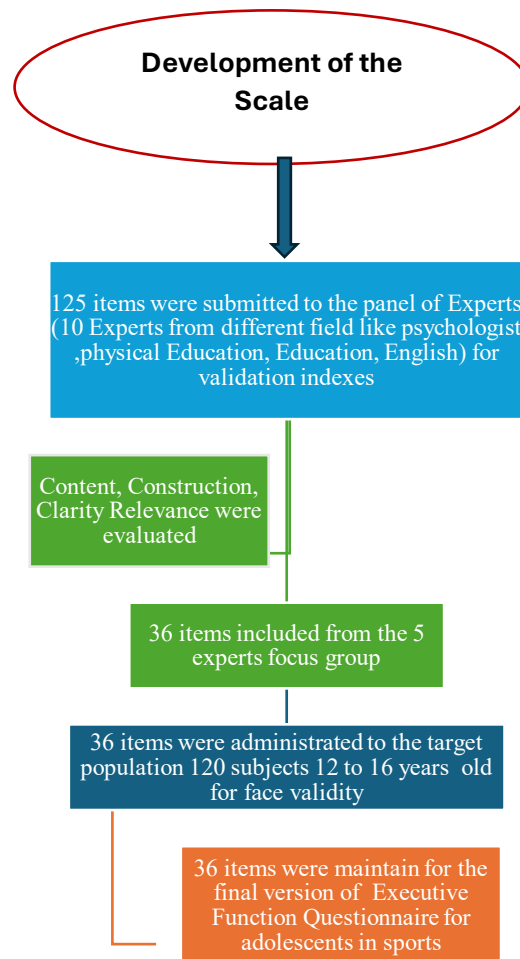 Development of the
Scale
125 items were submitted to the panel of Experts
(10 Experts from different field like psychologist
,physical Education, Education, English) for
validation indexes
Content, Construction,
Clarity Relevance were
evaluated
36 items included from the 5
experts focus group
36 items were administrated to the target
population 120 subjects 12 to 16 years old
for face validity
36 items were maintain for the
final version of Executive
Function Questionnaire for
adolescents in sports